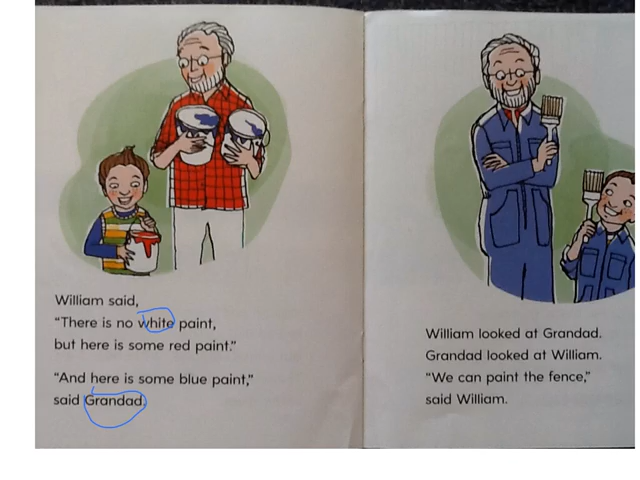 William said,
“There is no white paint,
but here is some red paint.”
“And here is some blue paint,”
said Grandad.
William looked at Grandad.
Grandad looked at William.
“We can paint the fence,”
said William.